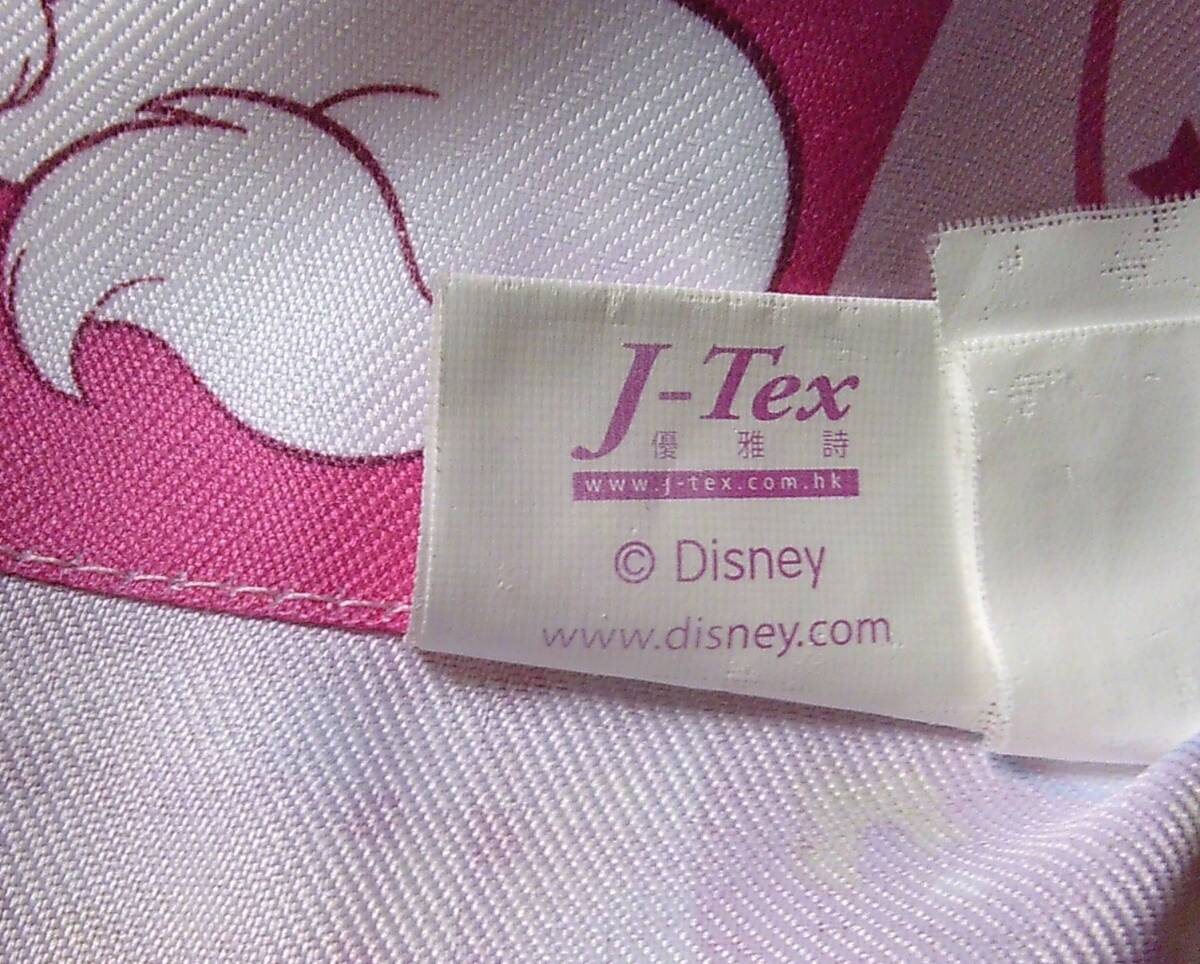 J-Tex
優雅詩
www.j-tex.com.hk
© Disney
www.disney.com